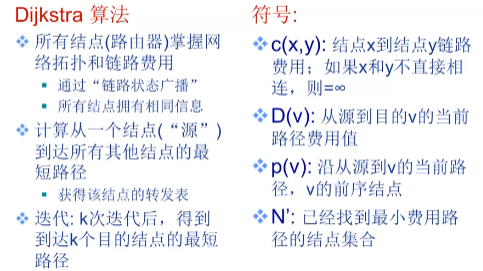 Dijkstra 算法
所有结点(路由器)掌握网
络拓扑和链路费用
通过“链路状态广播”
所有结点拥有相同信息
计算从一个结点(“源”)
到达所有其他结点的最
短路径
获得该结点的转发表
迭代: k次迭代后，得到
到达k个目的结点的最短
路径
符号:
c(x,y): 结点x到结点y链路
费用；如果x和y不直接相
连，则=∞
D(v): 从源到目的v的当前
路径费用值
p(v): 沿从源到v的当前路
径，v的前序结点
N': 已经找到最小费用路
径的结点集合